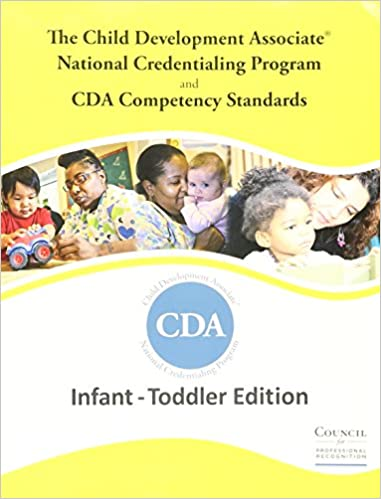 The Child Development Associate®
National Credentialing Program
and
CDA Competency Standards
Child Development Associate®
CDA
National Credentialing Program
Infant - Toddler Edition
COUNCIL
for
PROFESSIONAL
RECOGNITION